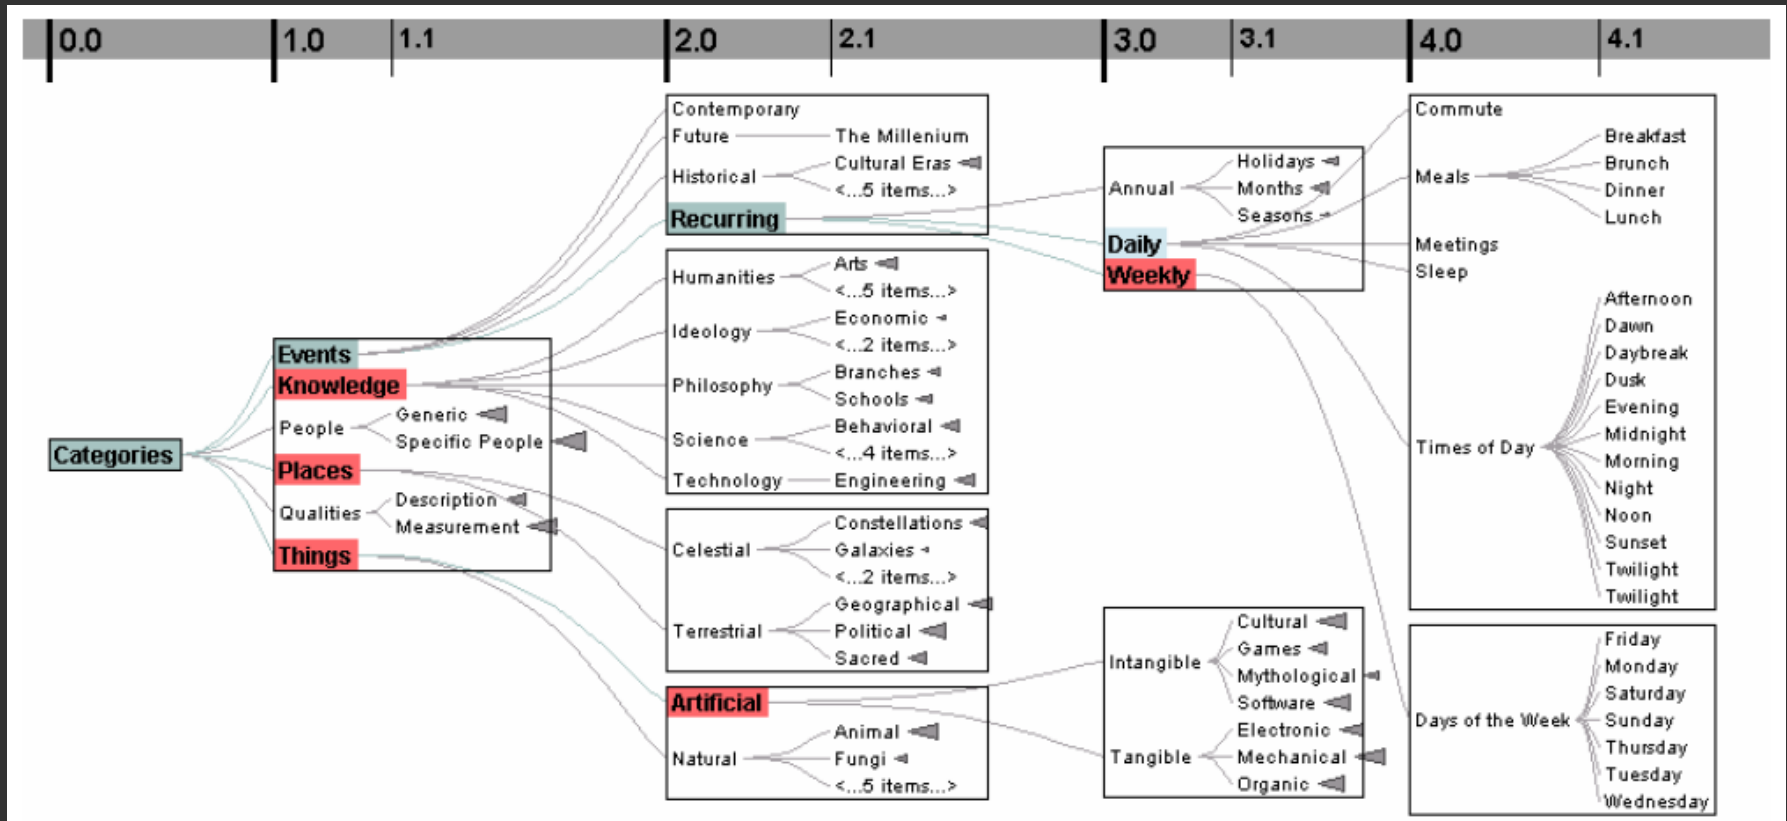 0.0
1.0
1.1
2.0
2.1
3.0
3.1
4.0
4.1
Categories
Events
Knowledge
People
Generic
Specific People
Places
Qualities
Description
Measurement
Things
Contemporary
Future
The Millenium
Historical
Cultural Eras
<...5 items...>
Recurring
Humanities
Arts
<...5 items...>
Ideology
Economic
<...2 items...>
Philosophy
Branches
Schools
Science
Behavioral
<...4 items...>
Technology
Engineering
Celestial
Constellations
Galaxies
<...2 items...>
Terrestrial
Geographical
Political
Sacred
Artificial
Natural
Animal
Fungi
<...5 items...>
Annual
Holidays
Months
Seasons
Daily
Weekly
Intangible
Cultural
Games
Mythological
Software
Tangible
Electronic
Mechanical
Organic
Commute
Meals
Breakfast
Brunch
Dinner
Lunch
Meetings
Sleep
Times of Day
Afternoon
Dawn
Daybreak
Dusk
Evening
Midnight
Morning
Night
Noon
Sunset
Twilight
Twilight
Days of the Week
Friday
Monday
Saturday
Sunday
Thursday
Tuesday
Wednesday